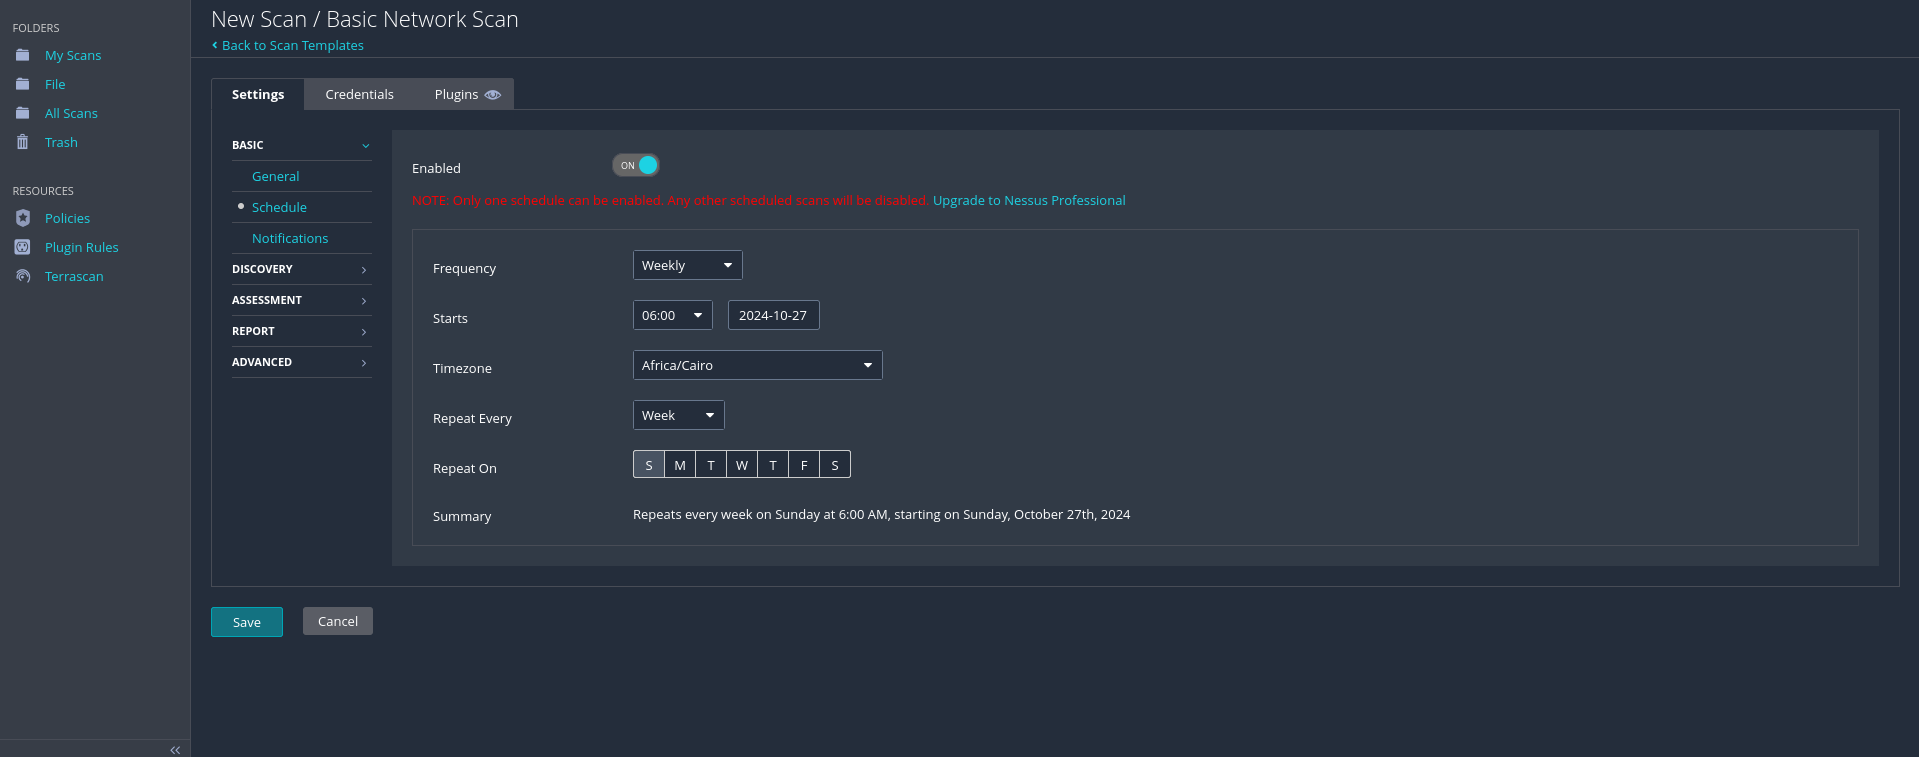 New Scan / Basic Network Scan
Back to Scan Templates
FOLDERS
My Scans
File
All Scans
Trash
RESOURCES
Policies
Plugin Rules
Terrascan
Settings Credentials Plugins
BASIC
General
Schedule
Notifications
DISCOVERY
ASSESSMENT
REPORT
ADVANCED
Enabled ON
NOTE: Only one schedule can be enabled. Any other scheduled scans will be disabled. Upgrade to Nessus Professional
Frequency Weekly
Starts 06:00 2024-10-27
Timezone Africa/Cairo
Repeat Every Week
Repeat On S M T W T F S
Summary Repeats every week on Sunday at 6:00 AM, starting on Sunday, October 27th, 2024
Save Cancel